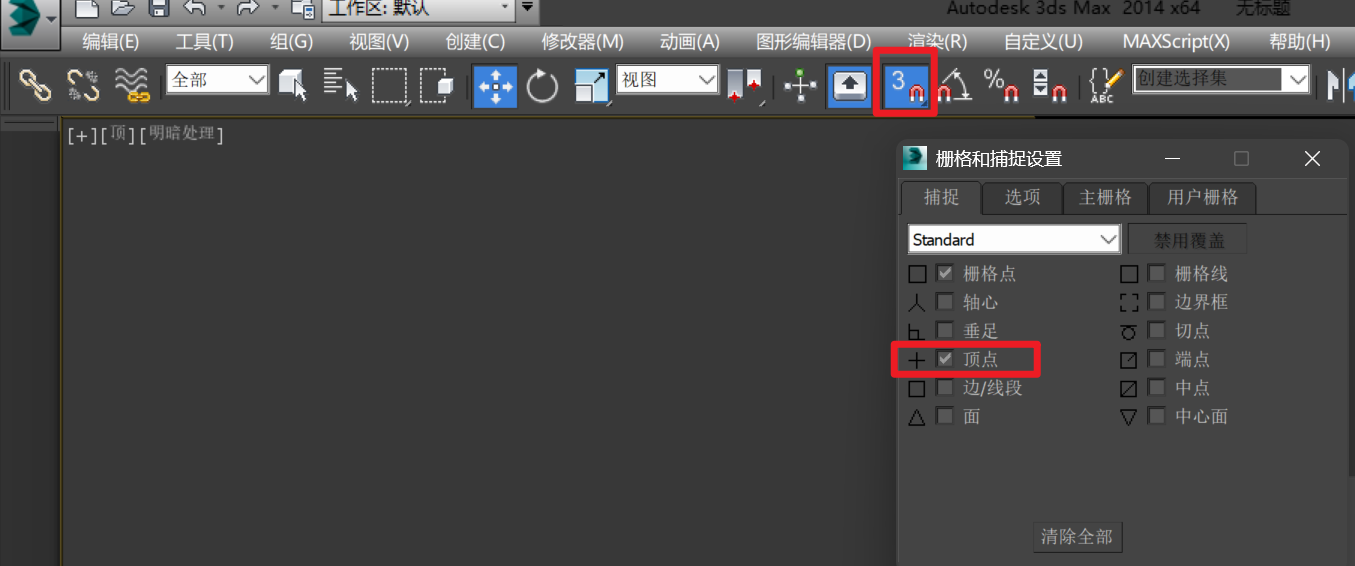 工作区: 默认
Autodesk 3ds Max 2014 x64 无标题
编辑(E) 工具(T) 组(G) 视图(V) 创建(C) 修改器(M) 动画(A) 图形编辑器(D) 渲染(R) 自定义(U) MAXScript(X) 帮助(H)
全部 视图 3 % ABC 创建选择集
[+][顶][明暗处理]
栅格和捕捉设置
捕捉 选项 主栅格 用户栅格
Standard 禁用覆盖
栅格点 栅格线
轴心 边界框
垂足 切点
顶点 端点
边/线段 中点
面 中心面
清除全部